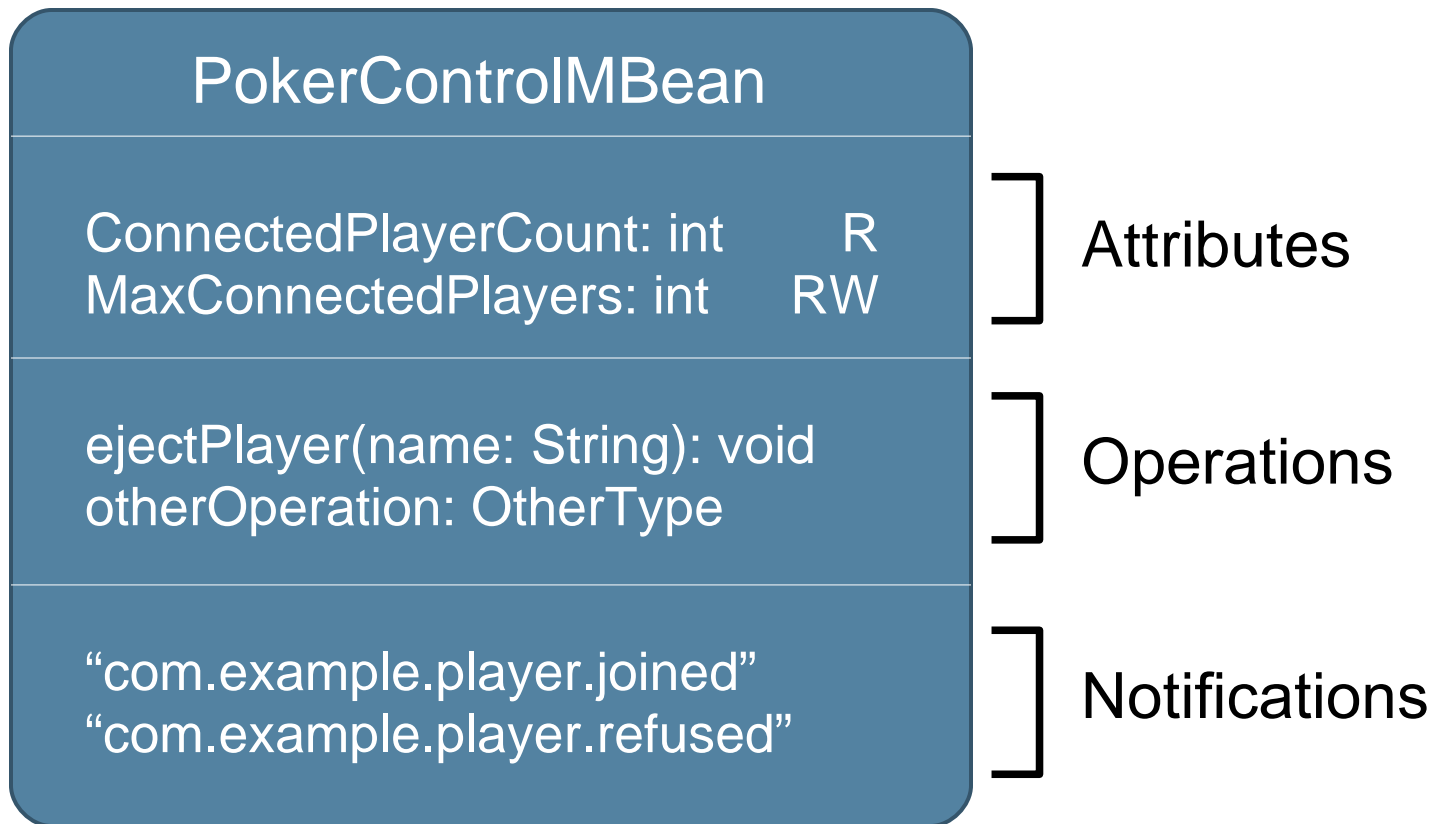 PokerControlMBean
ConnectedPlayerCount: int R
MaxConnectedPlayers: int RW
Attributes
ejectPlayer(name: String): void
otherOperation: OtherType
Operations
“com.example.player.joined”
“com.example.player.refused”
Notifications